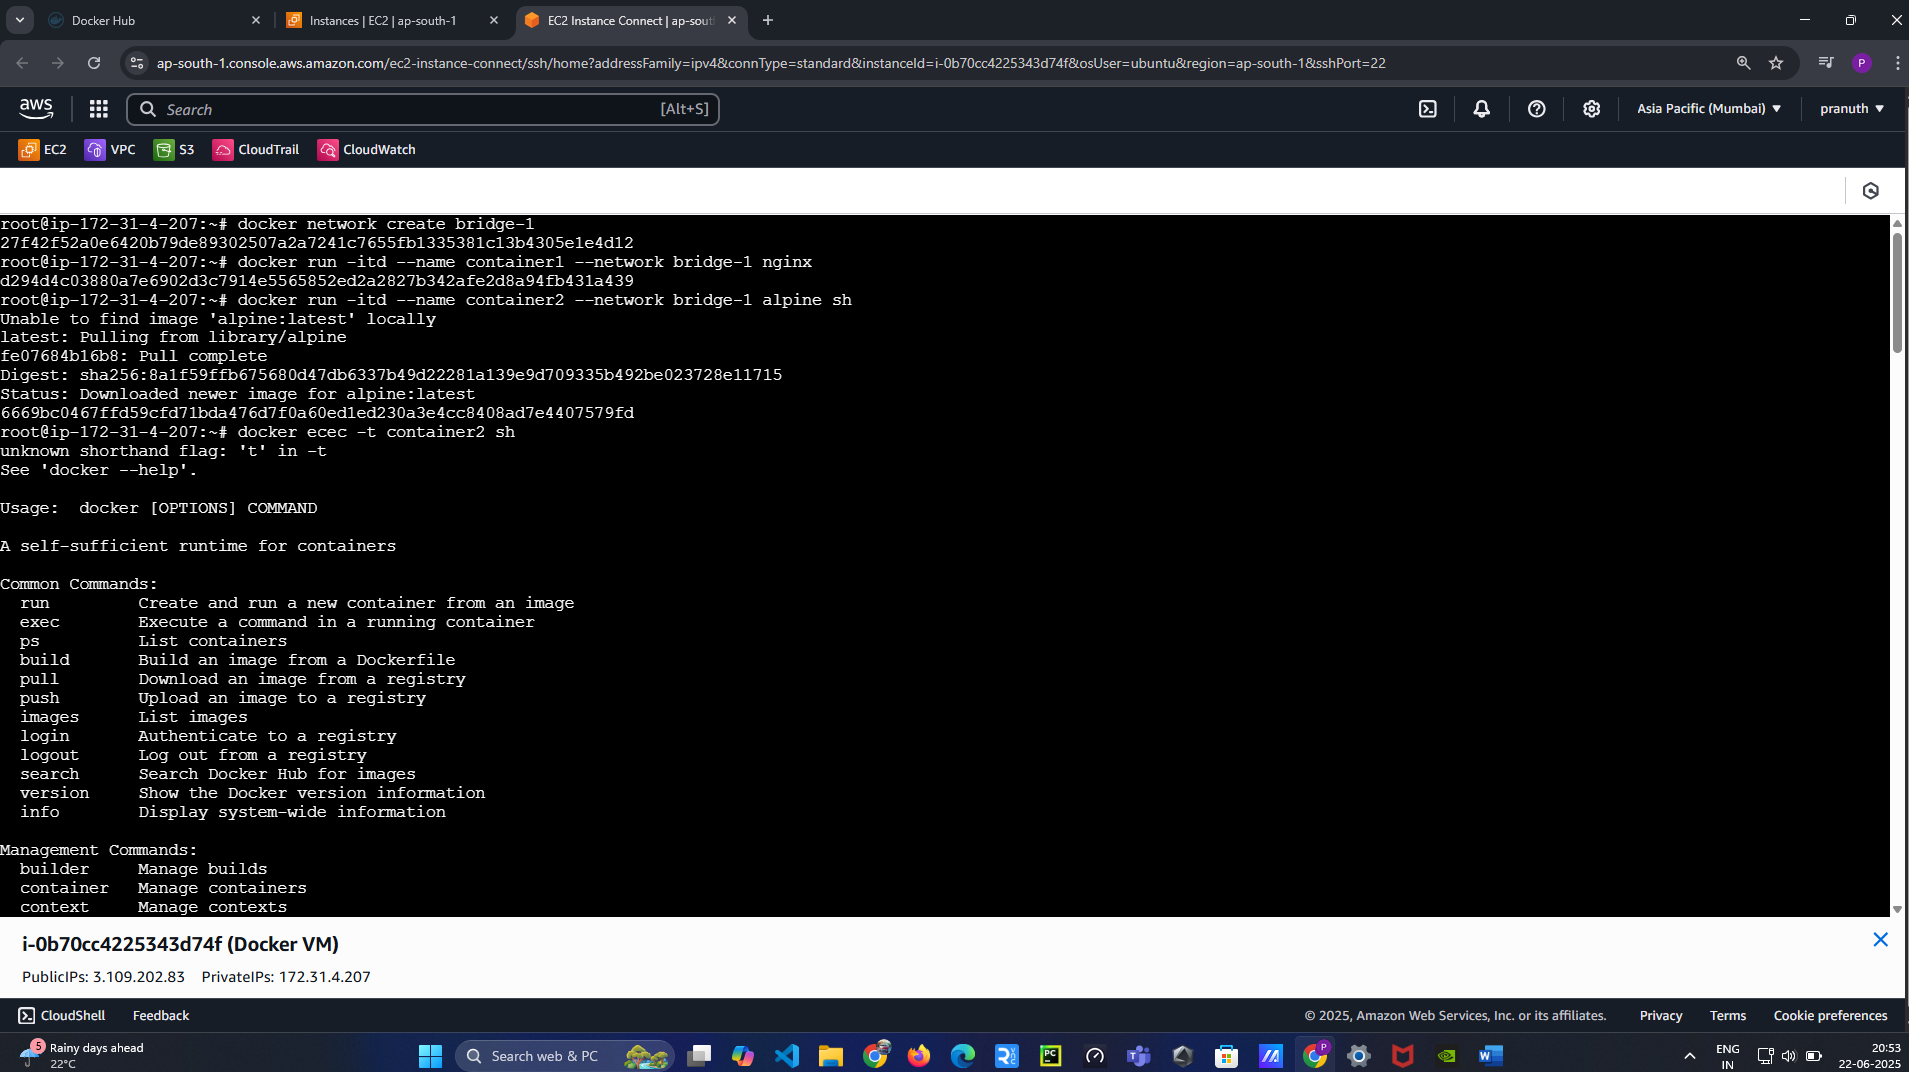 Docker Hub
Instances | EC2 | ap-south-1
EC2 Instance Connect | ap-sout
ap-south-1.console.aws.amazon.com/ec2-instance-connect/ssh/home?addressFamily=ipv4&connType=standard&instanceId=i-0b70cc4225343d74f&osUser=ubuntu&region=ap-south-1&sshPort=22
P
aws
Search
[Alt+S]
Asia Pacific (Mumbai)
pranuth
EC2
VPC
S3
CloudTrail
CloudWatch
root@ip-172-31-4-207:~# docker network create bridge-1
27f42f52a0e6420b79de89302507a2a7241c7655fb1335381c13b4305e1e4d12
root@ip-172-31-4-207:~# docker run -itd --name container1 --network bridge-1 nginx
d294d4c03880a7e6902d3c7914e5565852ed2a2827b342afe2d8a94fb431a439
root@ip-172-31-4-207:~# docker run -itd --name container2 --network bridge-1 alpine sh
Unable to find image 'alpine:latest' locally
latest: Pulling from library/alpine
fe07684b16b8: Pull complete
Digest: sha256:8a1f59ffb675680d47db6337b49d22281a139e9d709335b492be023728e11715
Status: Downloaded newer image for alpine:latest
6669bc0467ffd59cfd71bda476d7f0a60ed1ed230a3e4cc8408ad7e4407579fd
root@ip-172-31-4-207:~# docker ecec -t container2 sh
unknown shorthand flag: 't' in -t
See 'docker --help'.
Usage:  docker [OPTIONS] COMMAND
A self-sufficient runtime for containers
Common Commands:
run         Create and run a new container from an image
exec        Execute a command in a running container
ps          List containers
build       Build an image from a Dockerfile
pull        Download an image from a registry
push        Upload an image to a registry
images      List images
login       Authenticate to a registry
logout      Log out from a registry
search      Search Docker Hub for images
version     Show the Docker version information
info        Display system-wide information
Management Commands:
builder     Manage builds
container   Manage containers
context     Manage contexts
i-0b70cc4225343d74f (Docker VM)
PublicIPs: 3.109.202.83    PrivateIPs: 172.31.4.207
CloudShell
Feedback
© 2025, Amazon Web Services, Inc. or its affiliates.
Privacy
Terms
Cookie preferences
5
Rainy days ahead
22°C
Search web & PC
ENG
IN
20:53
22-06-2025